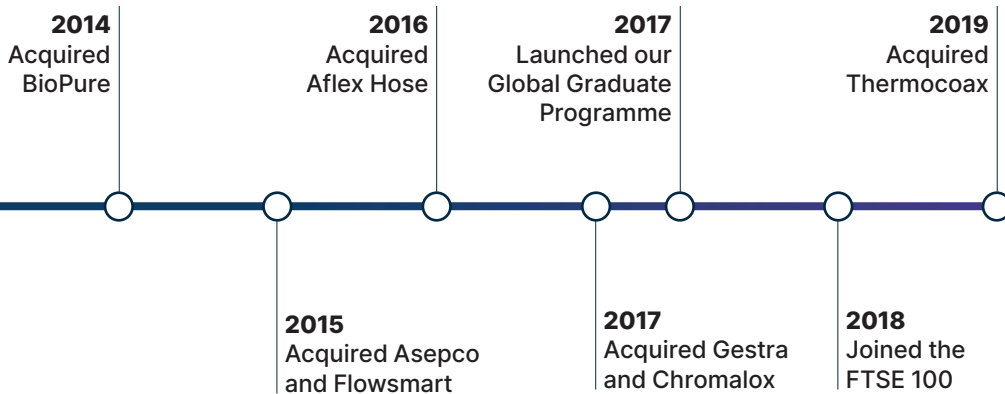 2014
Acquired
BioPure
2016
Acquired
Aflex Hose
2017
Launched our
Global Graduate
Programme
2019
Acquired
Thermocoax
2015
Acquired Asepco
and Flowsmart
2017
Acquired Gestra
and Chromalox
2018
Joined the
FTSE 100